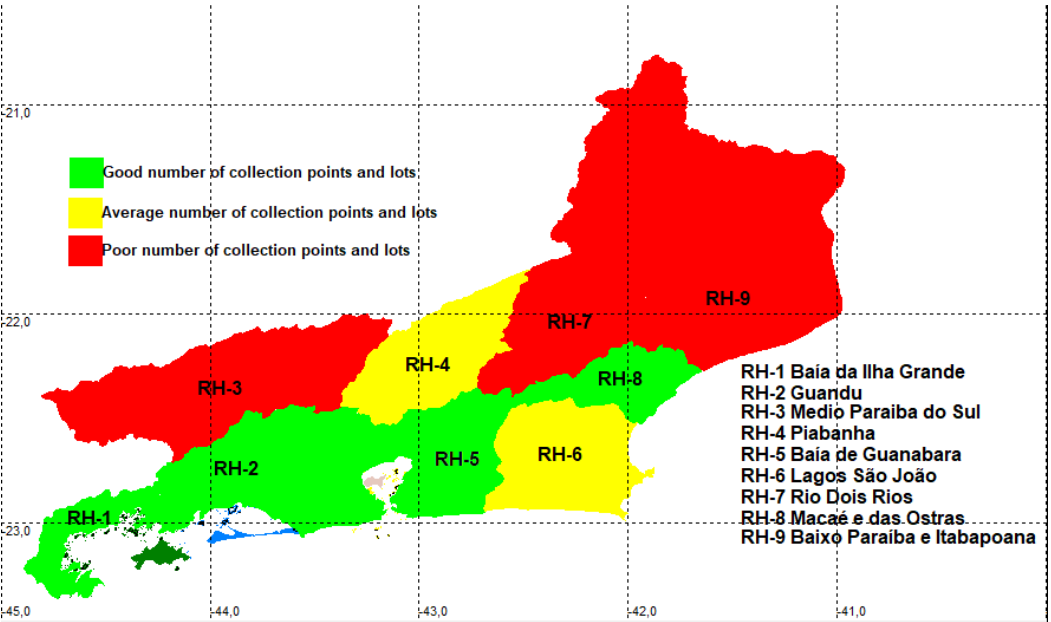 -21,0
Good number of collection points and lots
Average number of collection points and lots
Poor number of collection points and lots
RH-9
-22,0
RH-7
RH-4
RH-8
RH-3
RH-1 Baía da Ilha Grande
RH-2 Guandu
RH-3 Medio Paraiba do Sul
RH-4 Piabanha
RH-5 Baía de Guanabara
RH-6 Lagos São João
RH-7 Rio Dois Rios
RH-8 Macaé e das Ostras
RH-9 Baixo Paraíba e Itabapoana
RH-6
RH-5
RH-2
RH-1
-23,0
-45,0
-44,0
-43,0
-42,0
-41,0